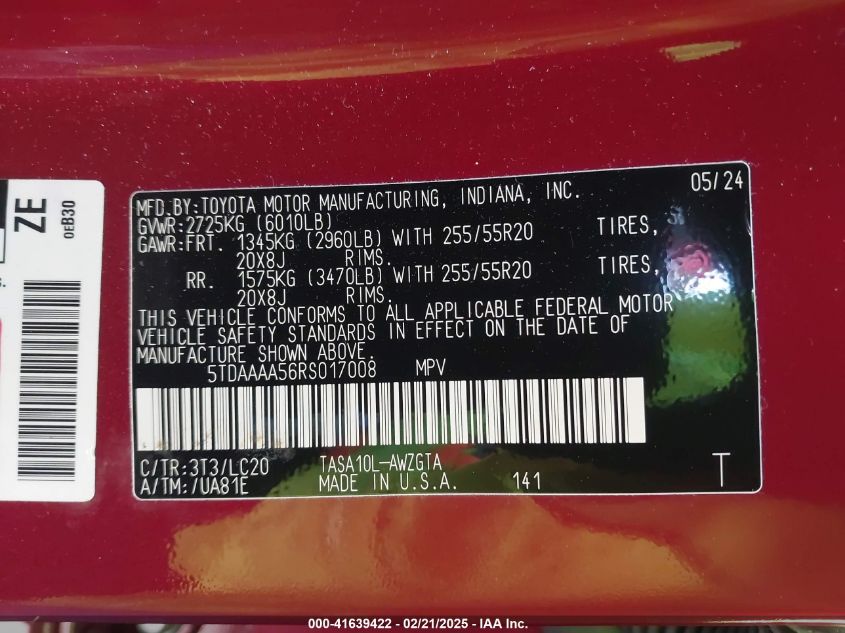 MFD.BY:TOYOTA MOTOR MANUFACTURING, INDIANA, INC. 05/24
GVWR:2725KG (6010LB)
GAWR:FRT. 1345KG (2960LB) WITH 255/55R20 TIRES,
20X8J RIMS.
RR. 1575KG (3470LB) WITH 255/55R20 TIRES,
20X8J RIMS.
THIS VEHICLE CONFORMS TO ALL APPLICABLE FEDERAL MOTOR
VEHICLE SAFETY STANDARDS IN EFFECT ON THE DATE OF
MANUFACTURE SHOWN ABOVE.
5TDAAAA56RS017008 MPV
C/TR:3T3/LC20 TASA10L-AWZGTA
A/TM:/UA81E MADE IN U.S.A. 141 T
ZE
0EB30
000-41639422 - 02/21/2025 - IAA Inc.